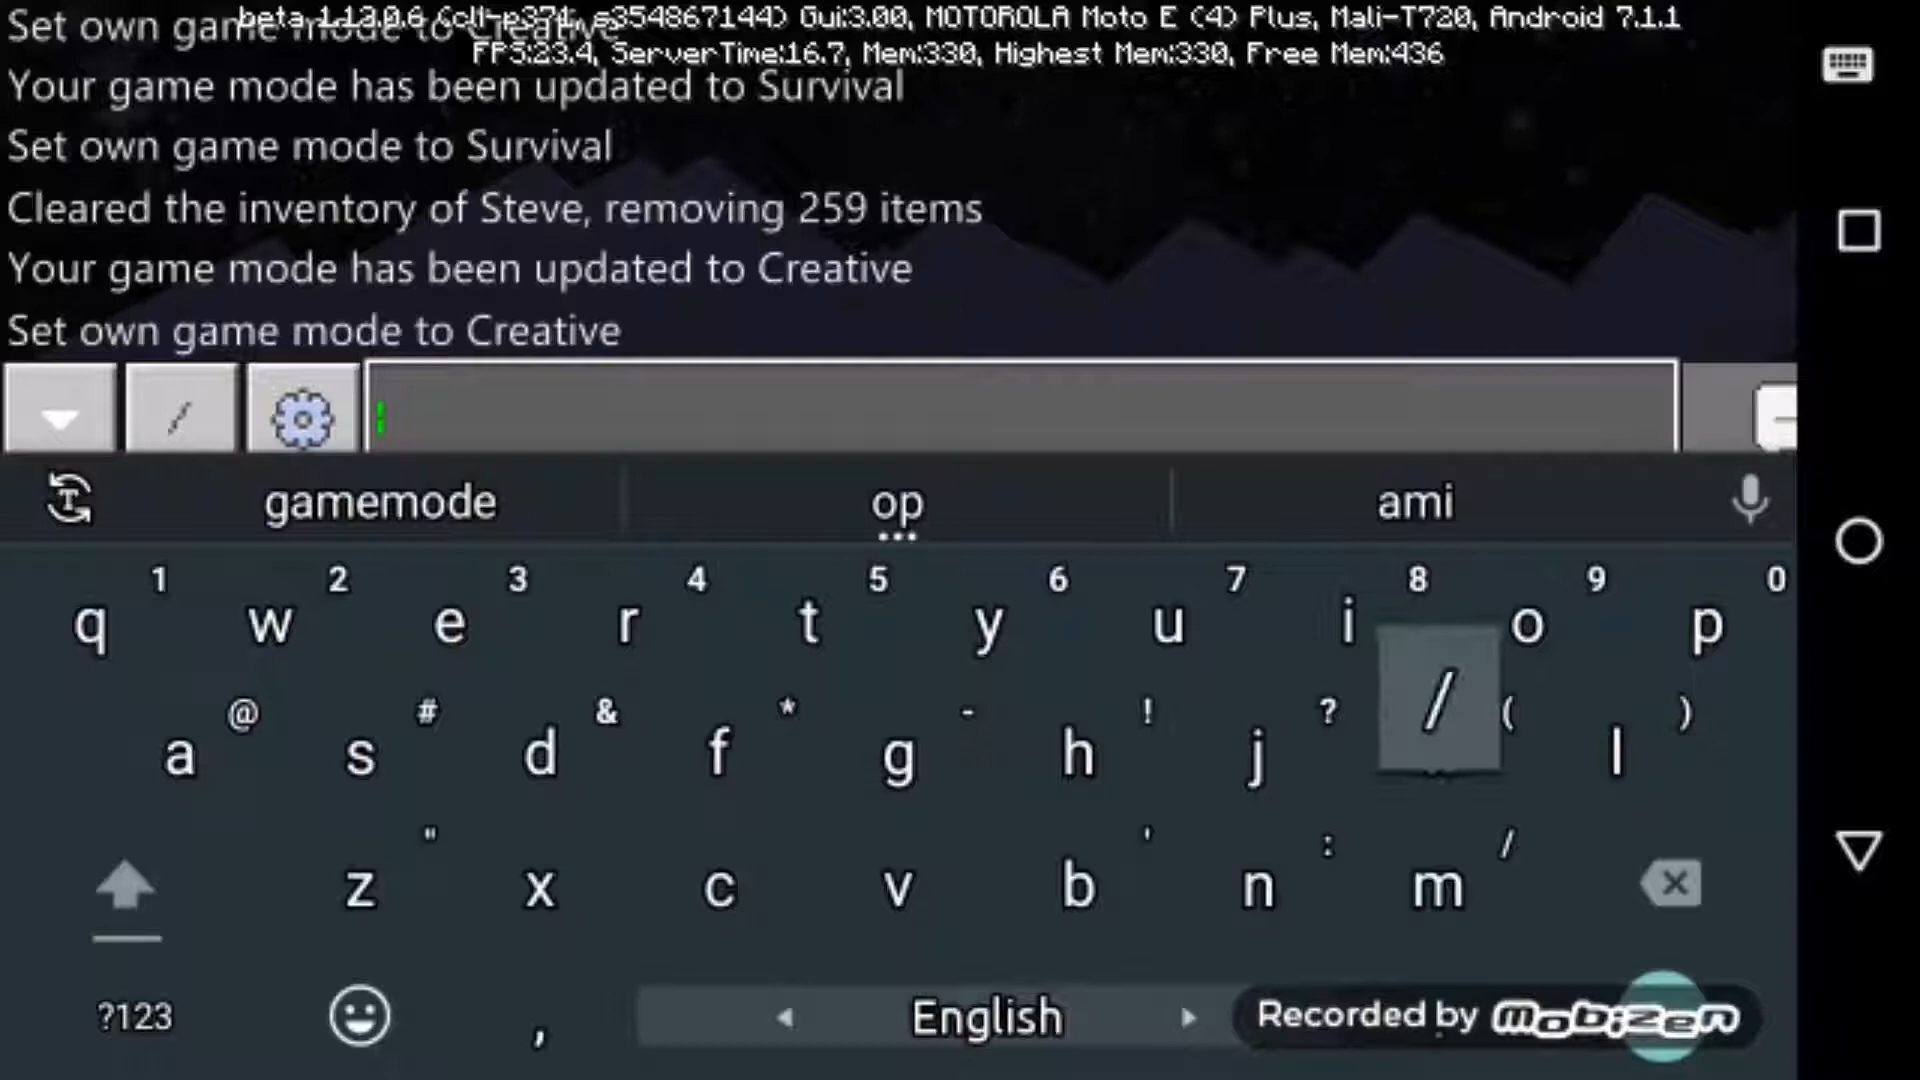 beta 1.13.0.6 (cll-p371, s354867144) Gui:3.00, MOTOROLA Moto E (4) Plus, Mali-T720, Android 7.1.1
Set own game mode to Creative
FPS:23.4, ServerTime:16.7, Mem:330, Highest Mem:330, Free Mem:436
Your game mode has been updated to Survival
Set own game mode to Survival
Cleared the inventory of Steve, removing 259 items
Your game mode has been updated to Creative
Set own game mode to Creative
/
gamemode op ami
1 2 3 4 5 6 7 8 9 0
q w e r t y u i o p
@ # & * - ! ? / ( )
a s d f g h j l
" ' : /
z x c v b n m
?123 , English Recorded by Mobizen